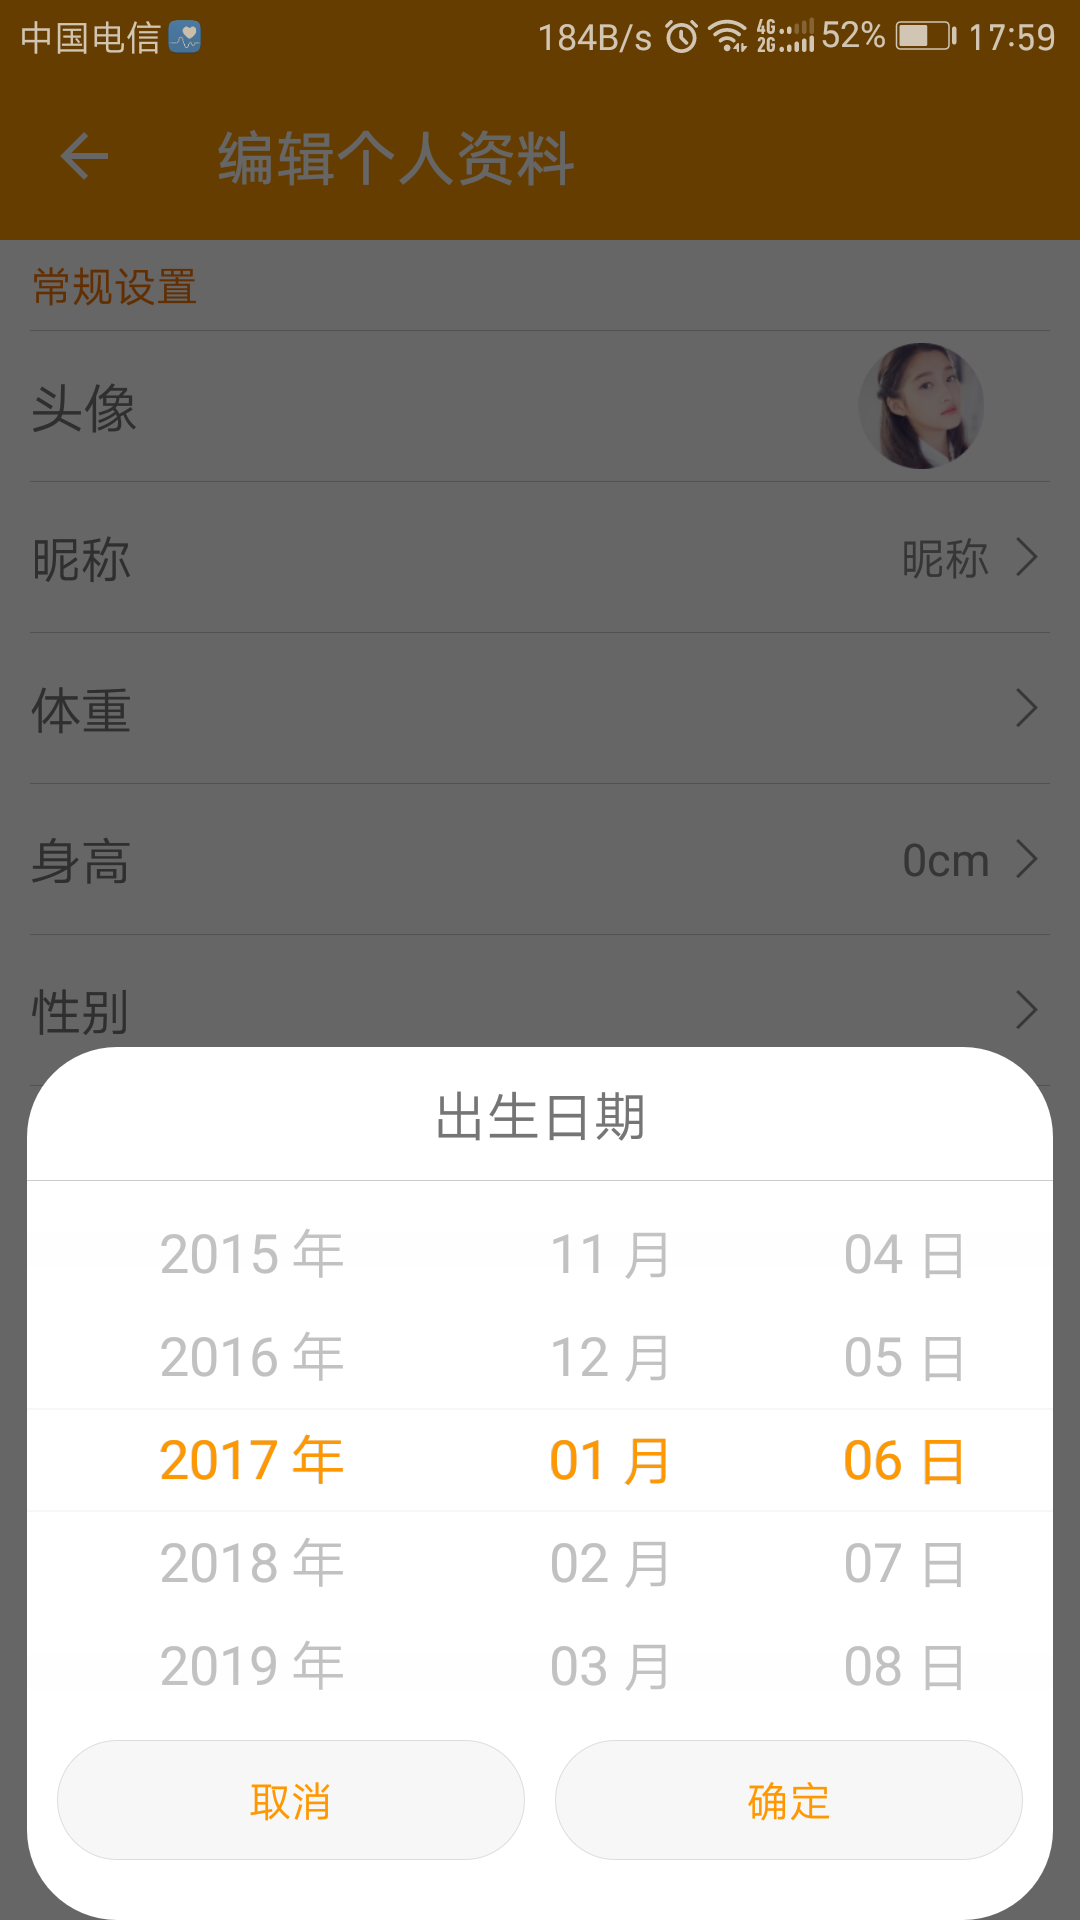 中国电信 184B/s 4G 2G 52% 17:59
编辑个人资料
常规设置
头像
昵称 昵称
体重
身高 0cm
性别
出生日期
2015 年 11 月 04 日
2016 年 12 月 05 日
2017 年 01 月 06 日
2018 年 02 月 07 日
2019 年 03 月 08 日
取消 确定